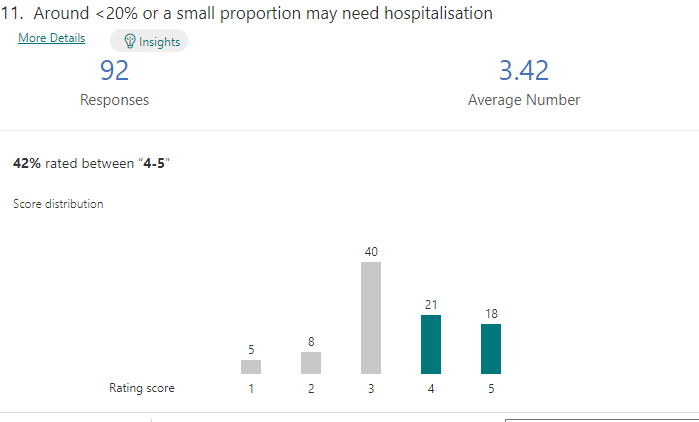 11. Around <20% or a small proportion may need hospitalisation
More Details Insights
92 3.42
Responses Average Number
42% rated between "4-5"
Score distribution
40
21
18
8
5
Rating score 1 2 3 4 5